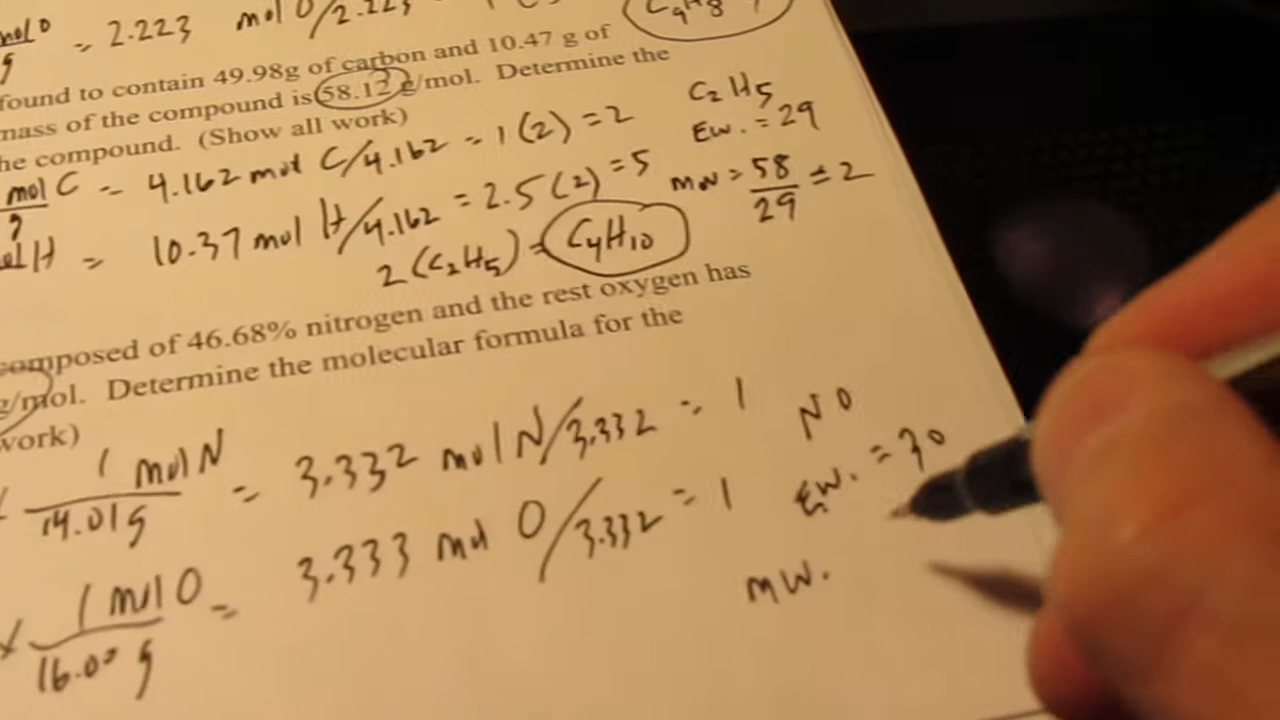 = 2.223 mol O/2.223
C9H8
found to contain 49.98g of carbon and 10.47 g of
mass of the compound is 58.12 g/mol. Determine the
the compound. (Show all work)
mol C = 4.162 mol C/4.162 = 1(2) = 2
C2H5
EW. = 29
g
mol H = 10.37 mol H/4.162 = 2.5(2) = 5
MW = 58/29 = 2
2(C2H5) = C4H10
composed of 46.68% nitrogen and the rest oxygen has
g/mol. Determine the molecular formula for the
work)
1 mol N
14.01g
= 3.332 mol N/3.332 = 1
NO
EW. = 30
x 1 mol O
16.00 g
= 3.333 mol O/3.332 = 1
MW.